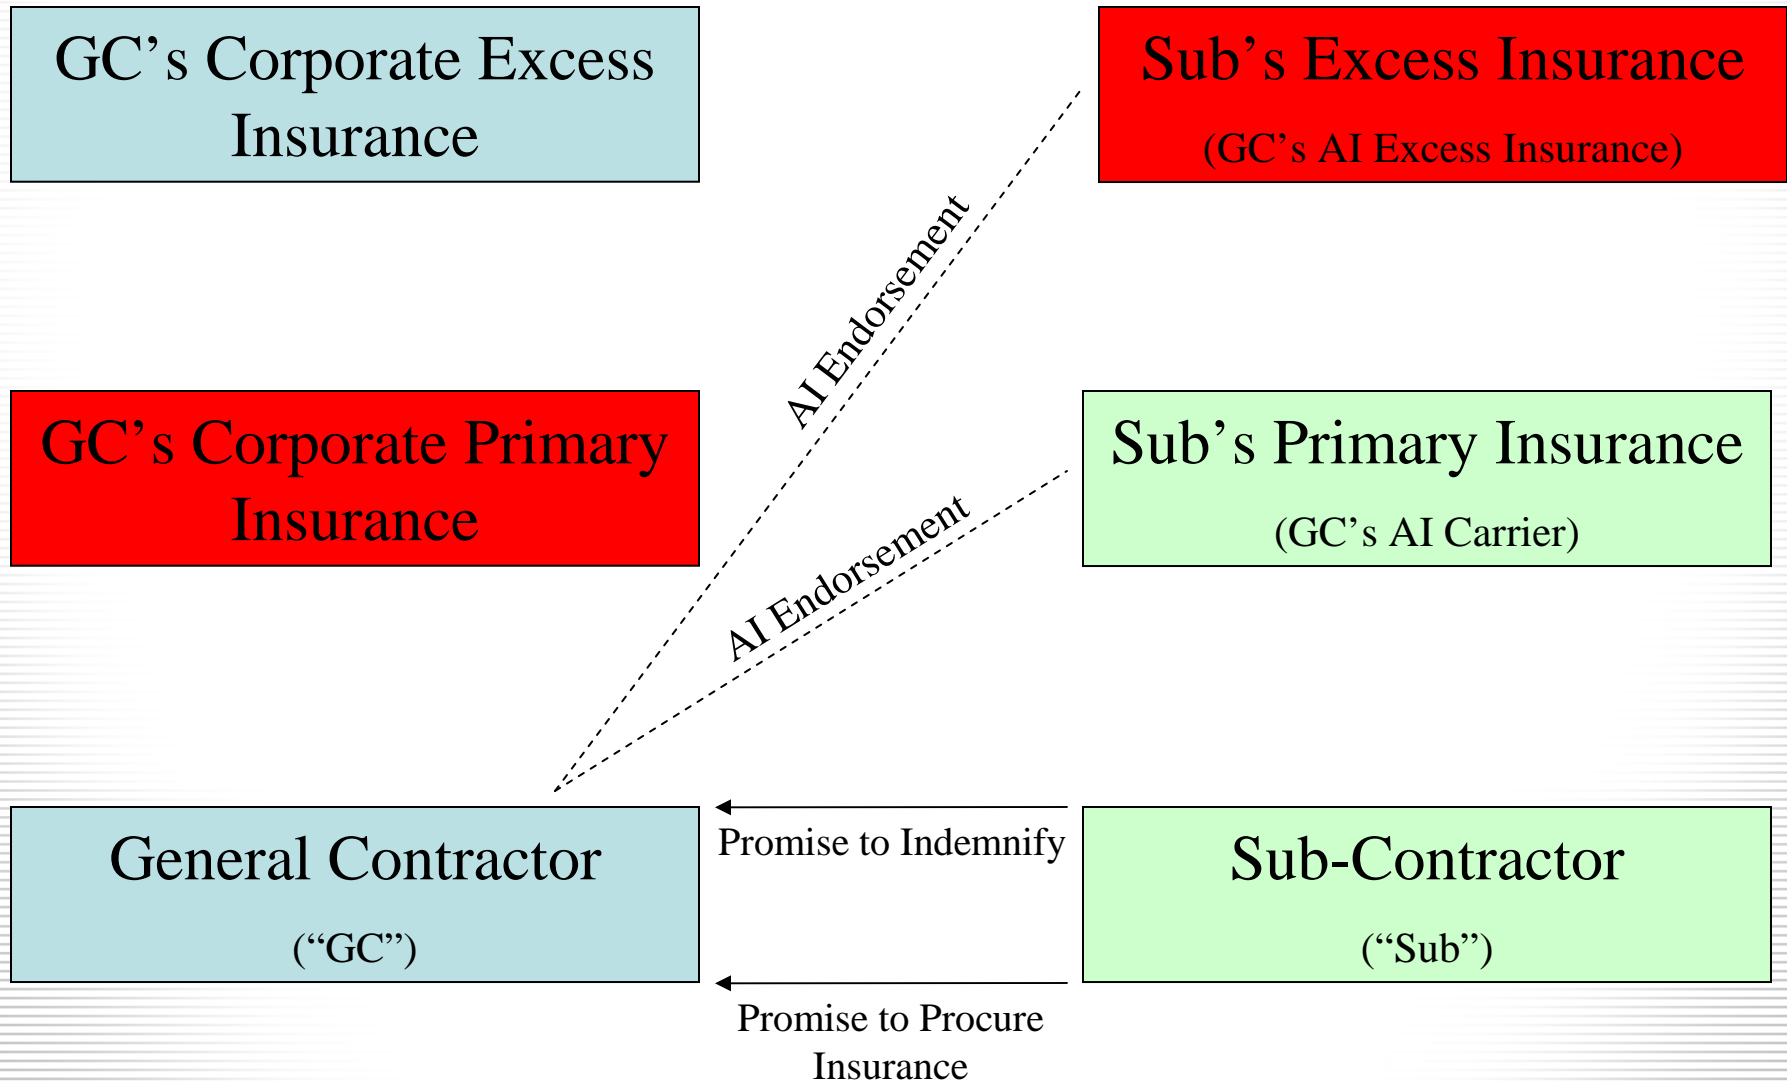 GC’s Corporate Excess
Insurance
Sub’s Excess Insurance
(GC’s AI Excess Insurance)
AI Endorsement
GC’s Corporate Primary
Insurance
Sub’s Primary Insurance
(GC’s AI Carrier)
AI Endorsement
General Contractor
(“GC”)
Promise to Indemnify
Sub-Contractor
(“Sub”)
Promise to Procure
Insurance